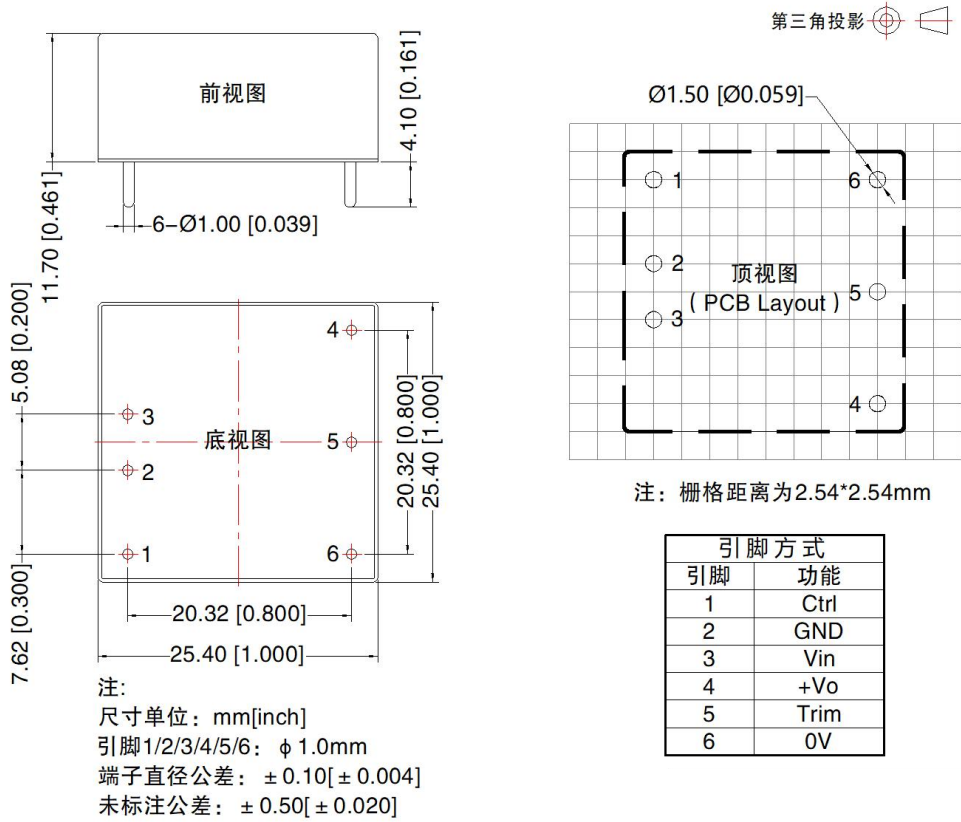 第三角投影
前视图
4.10 [0.161]
11.70 [0.461]
6-Ø1.00 [0.039]
Ø1.50 [Ø0.059]
1
6
2
顶视图
5
( PCB Layout )
3
4
注：栅格距离为2.54*2.54mm
5.08 [0.200]
4
3
底视图
5
2
20.32 [0.800]
25.40 [1.000]
1
6
7.62 [0.300]
20.32 [0.800]
25.40 [1.000]
引脚方式
引脚 功能
1 Ctrl
2 GND
3 Vin
4 +Vo
5 Trim
6 0V
注:
尺寸单位：mm[inch]
引脚1/2/3/4/5/6：ϕ1.0mm
端子直径公差：±0.10[±0.004]
未标注公差：±0.50[±0.020]